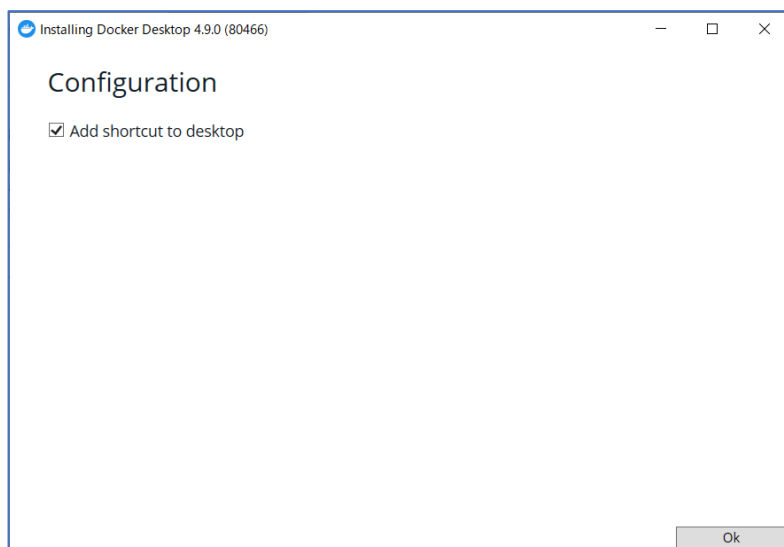 Installing Docker Desktop 4.9.0 (80466)
Configuration
Add shortcut to desktop
Ok